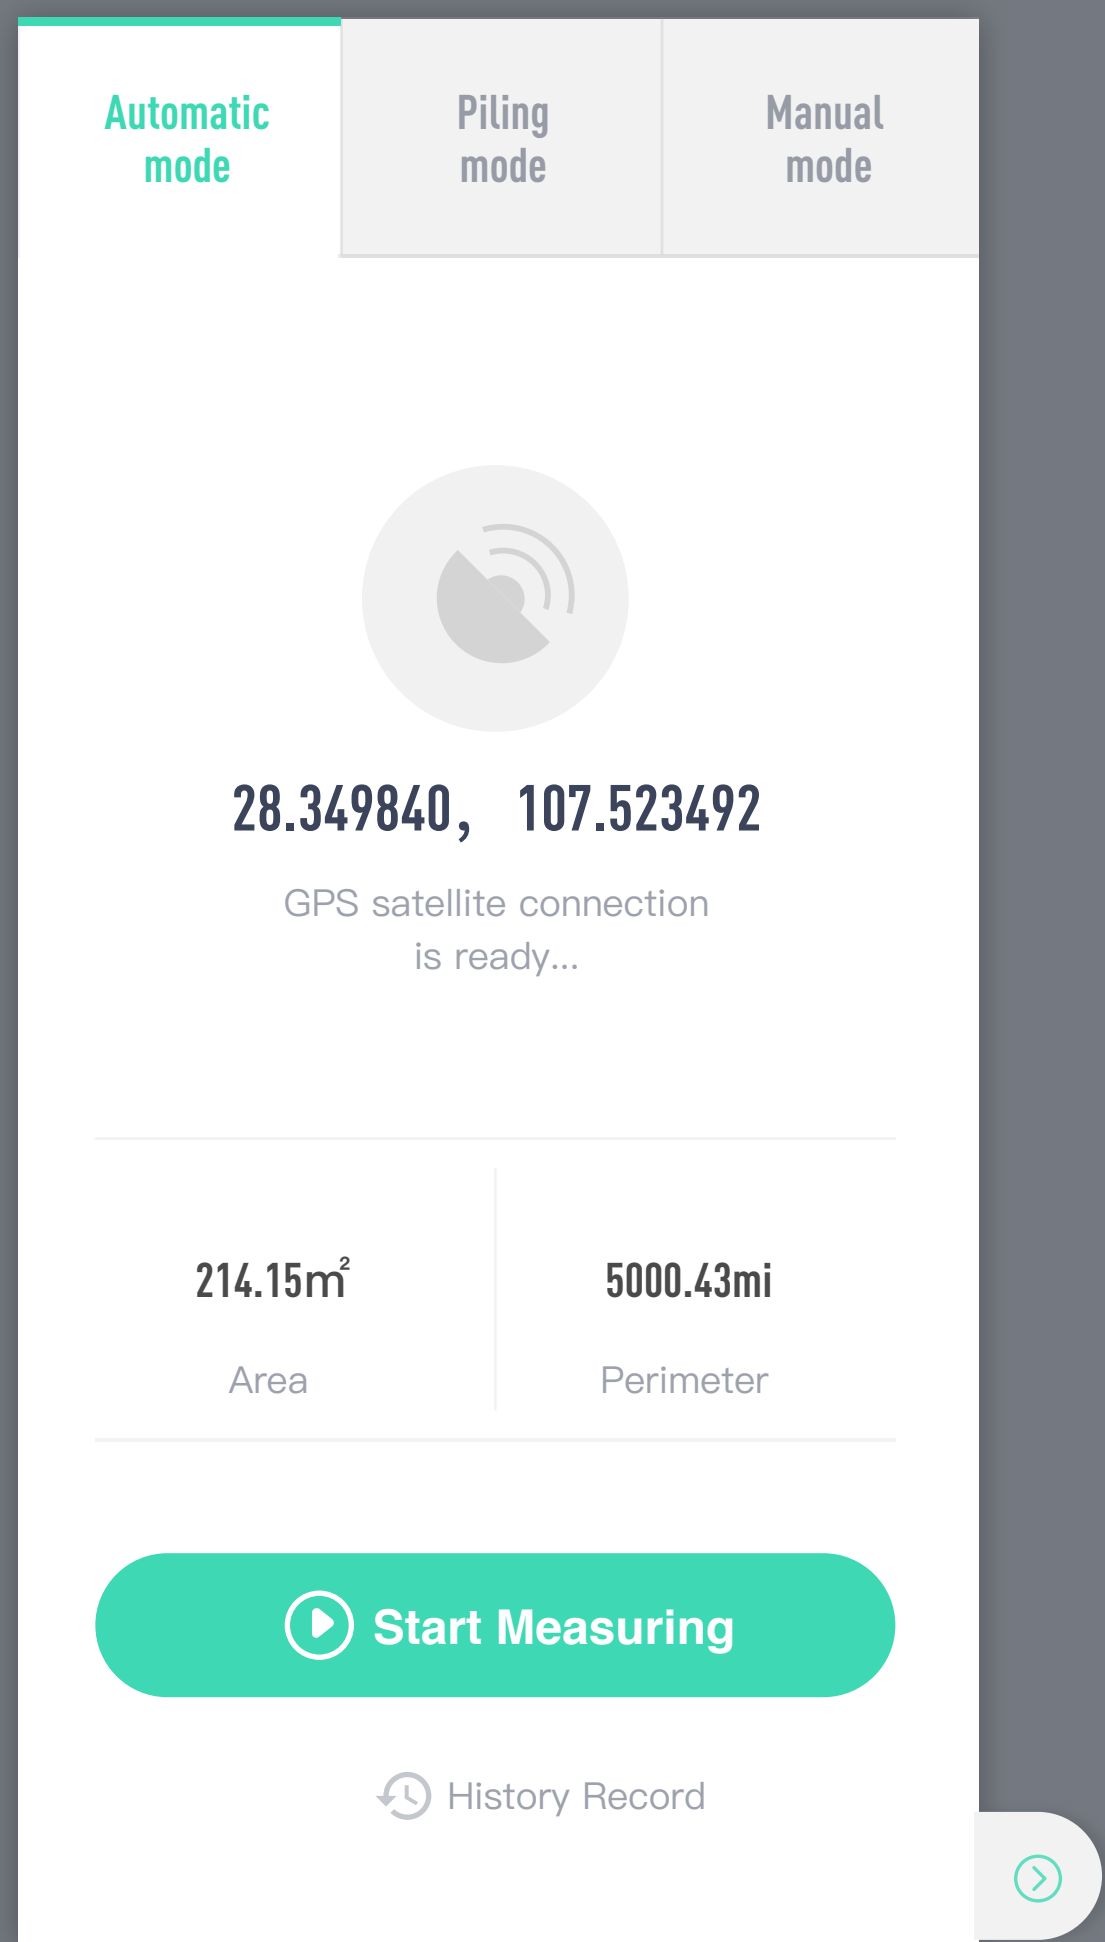 Automatic
mode
Piling
mode
Manual
mode
28.349840, 107.523492
GPS satellite connection
is ready...
214.15㎡
5000.43mi
Area
Perimeter
Start Measuring
History Record